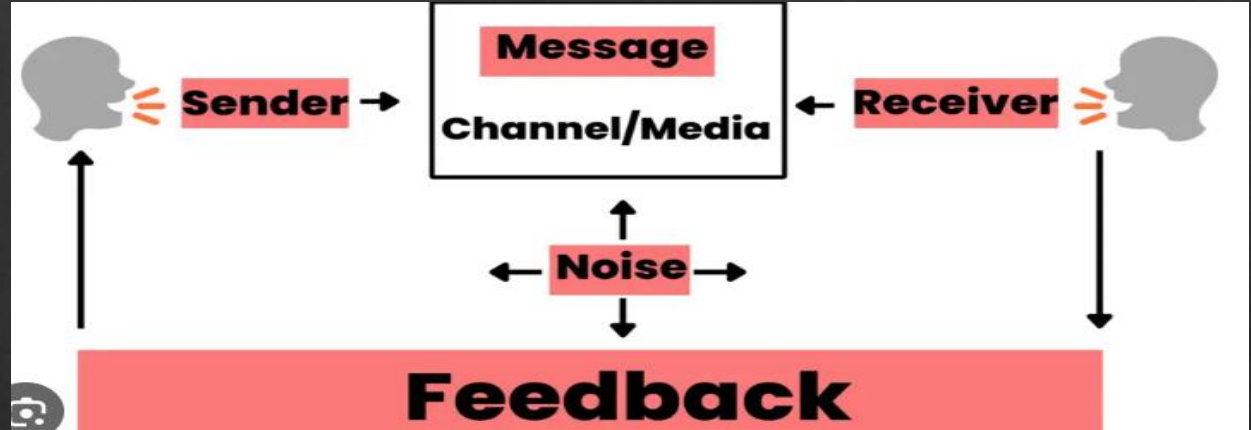 Message
Sender
Receiver
Channel/Media
Noise
Feedback